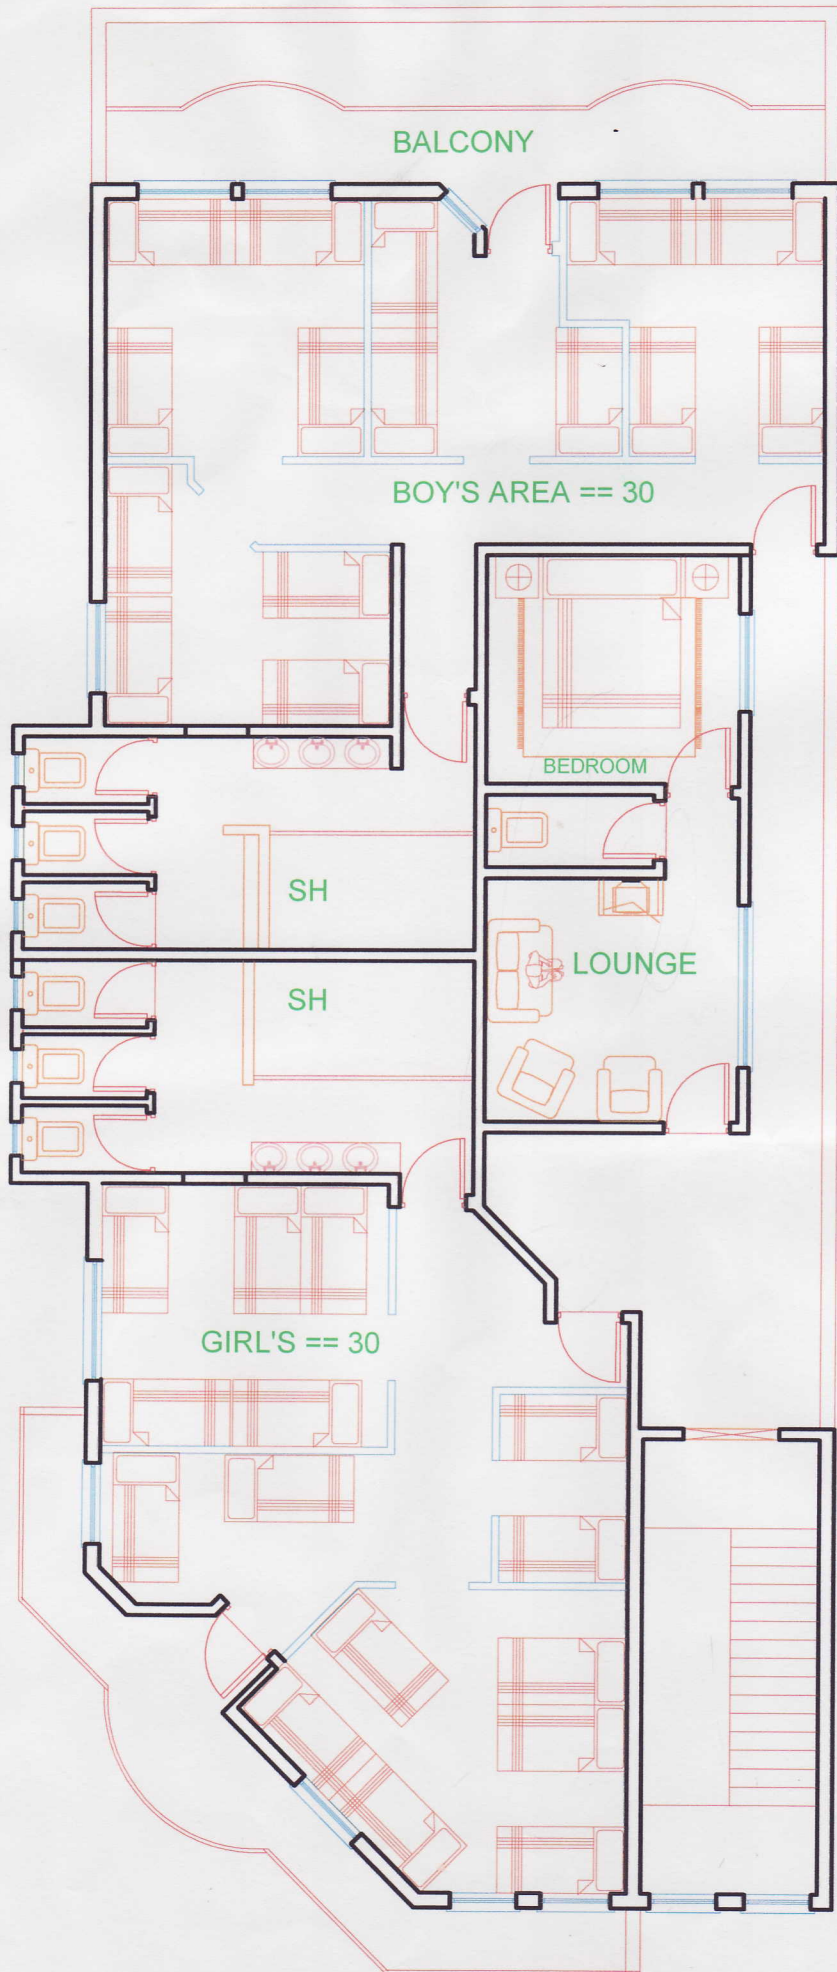 BALCONY
BOY'S AREA == 30
BEDROOM
SH
LOUNGE
SH
GIRL'S == 30